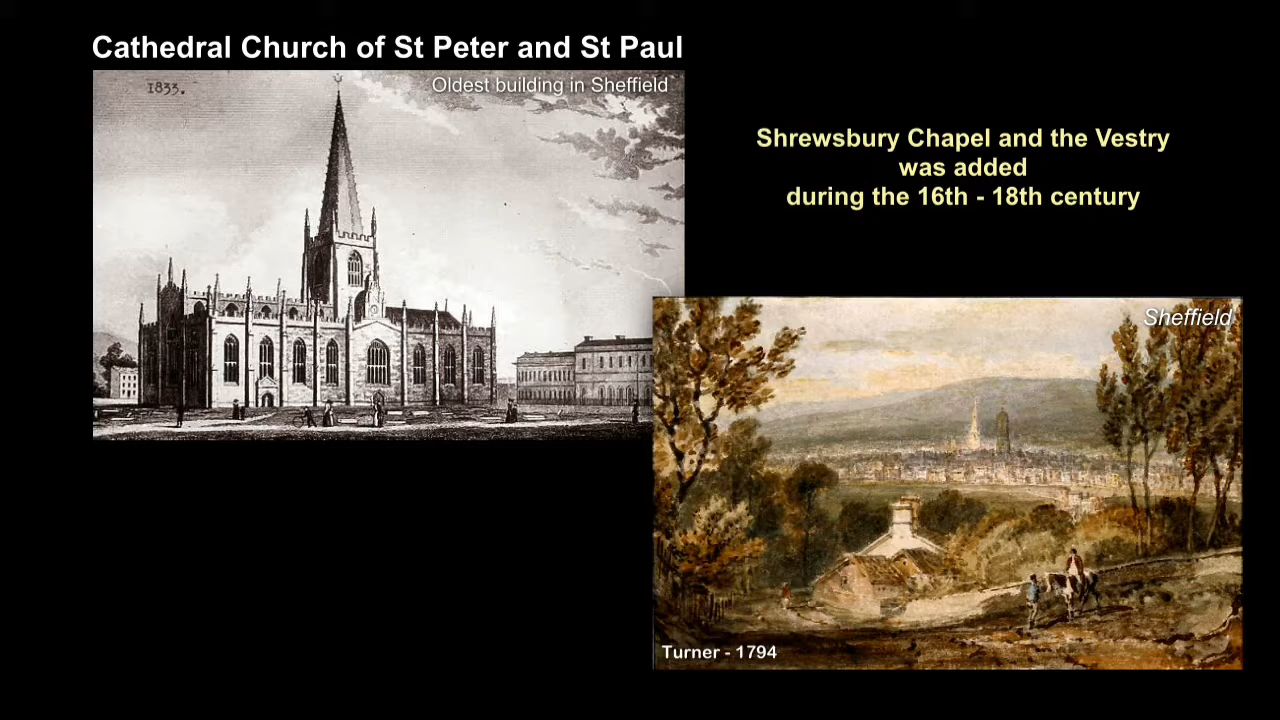 Cathedral Church of St Peter and St Paul
1833.
Oldest building in Sheffield
Shrewsbury Chapel and the Vestry
was added
during the 16th - 18th century
Sheffield
Turner - 1794